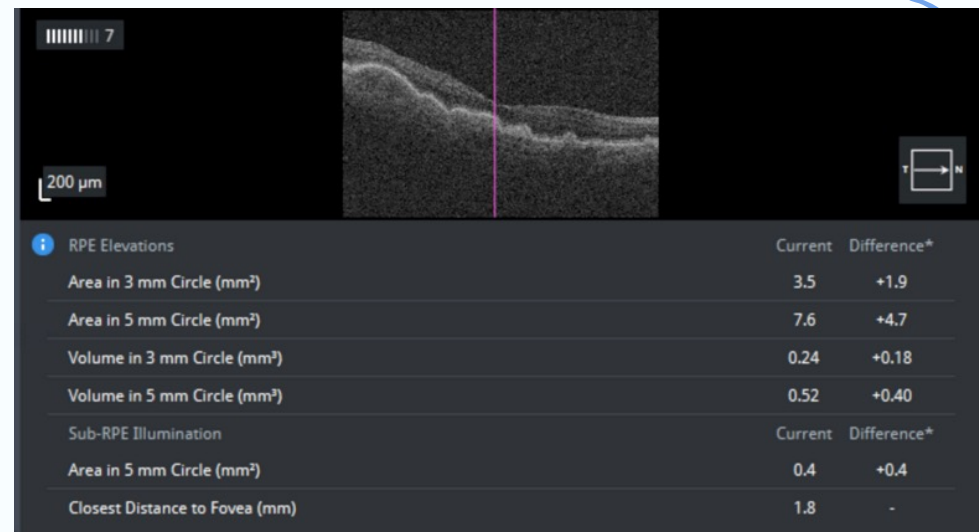 7
200 µm
T N
RPE Elevations Current Difference*
Area in 3 mm Circle (mm²) 3.5 +1.9
Area in 5 mm Circle (mm²) 7.6 +4.7
Volume in 3 mm Circle (mm³) 0.24 +0.18
Volume in 5 mm Circle (mm³) 0.52 +0.40
Sub-RPE Illumination Current Difference*
Area in 5 mm Circle (mm²) 0.4 +0.4
Closest Distance to Fovea (mm) 1.8 -